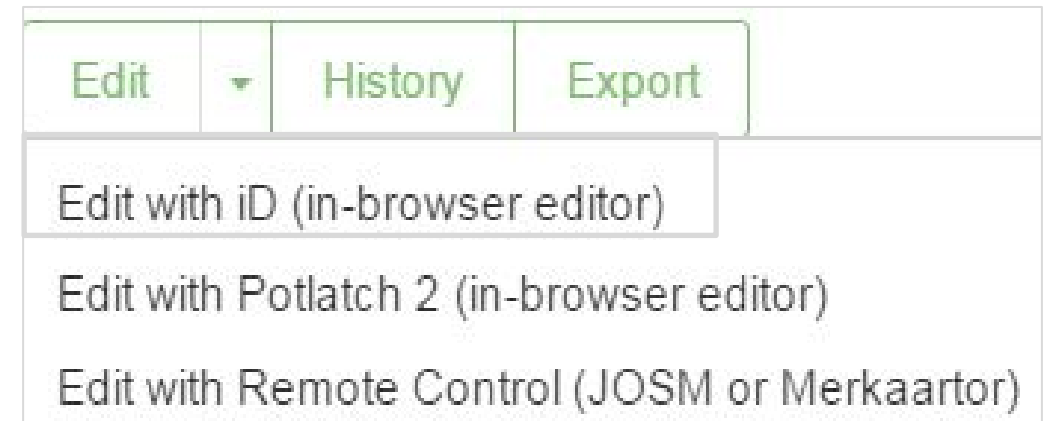 Edit History Export
Edit with iD (in-browser editor)
Edit with Potlatch 2 (in-browser editor)
Edit with Remote Control (JOSM or Merkaartor)